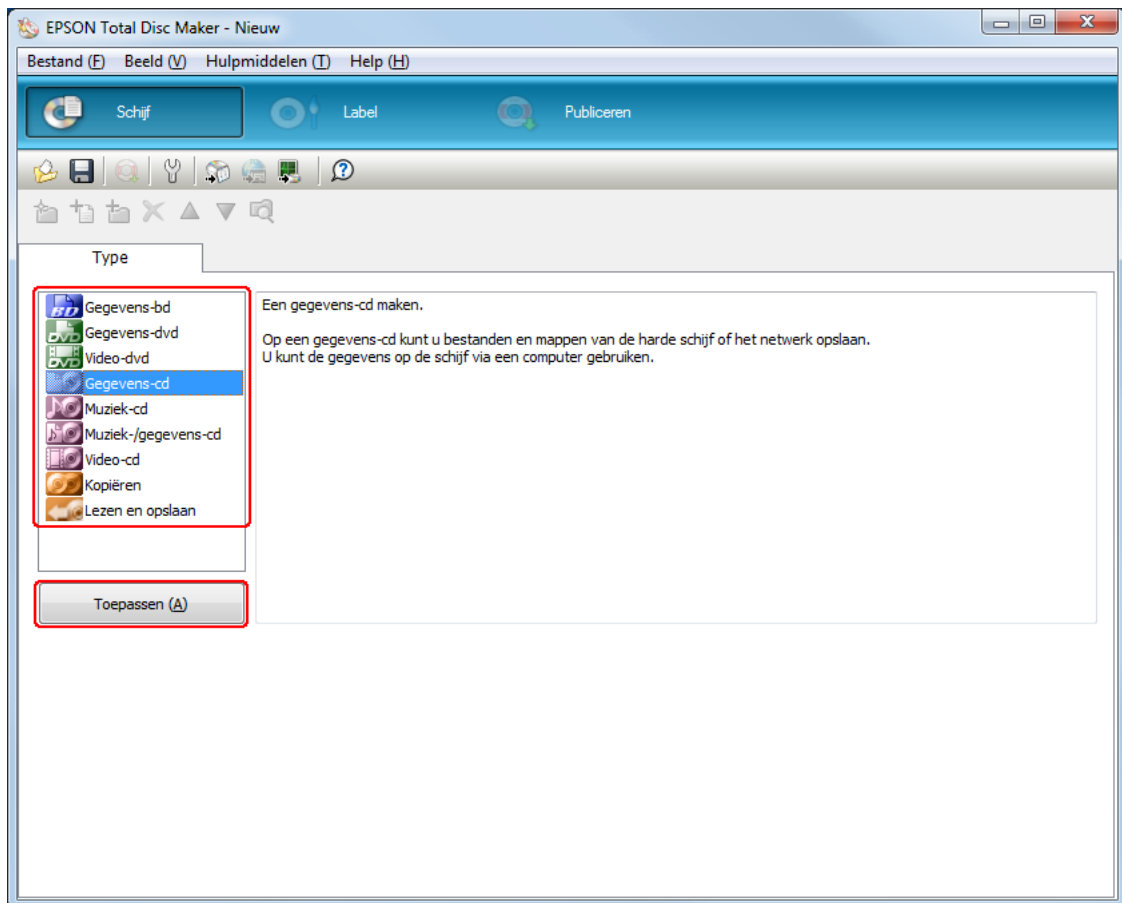 EPSON Total Disc Maker - Nieuw
Bestand (F) Beeld (V) Hulpmiddelen (T) Help (H)
Schijf Label Publiceren
Type
BD Gegevens-bd
DVD Gegevens-dvd
DVD Video-dvd
Gegevens-cd
Muziek-cd
Muziek-/gegevens-cd
Video-cd
Kopiëren
Lezen en opslaan
Toepassen (A)
Een gegevens-cd maken.
Op een gegevens-cd kunt u bestanden en mappen van de harde schijf of het netwerk opslaan.
U kunt de gegevens op de schijf via een computer gebruiken.